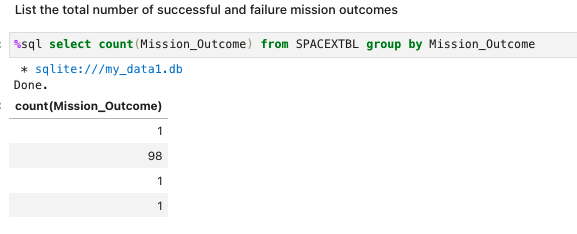 List the total number of successful and failure mission outcomes
%sql select count(Mission_Outcome) from SPACEXTBL group by Mission_Outcome
* sqlite:///my_data1.db
Done.
count(Mission_Outcome)
1
98
1
1